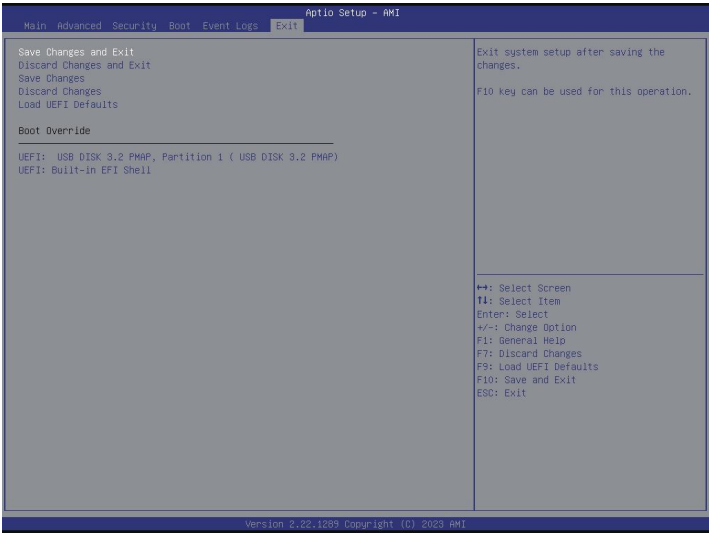 Aptio Setup – AMI
Main Advanced Security Boot Event Logs Exit
Save Changes and Exit
Discard Changes and Exit
Save Changes
Discard Changes
Load UEFI Defaults
Boot Override
UEFI: USB DISK 3.2 PMAP, Partition 1 ( USB DISK 3.2 PMAP)
UEFI: Built-in EFI Shell
Exit system setup after saving the
changes.
F10 key can be used for this operation.
↔: Select Screen
↑↓: Select Item
Enter: Select
+/-: Change Option
F1: General Help
F7: Discard Changes
F9: Load UEFI Defaults
F10: Save and Exit
ESC: Exit
Version 2.22.1289 Copyright (C) 2023 AMI